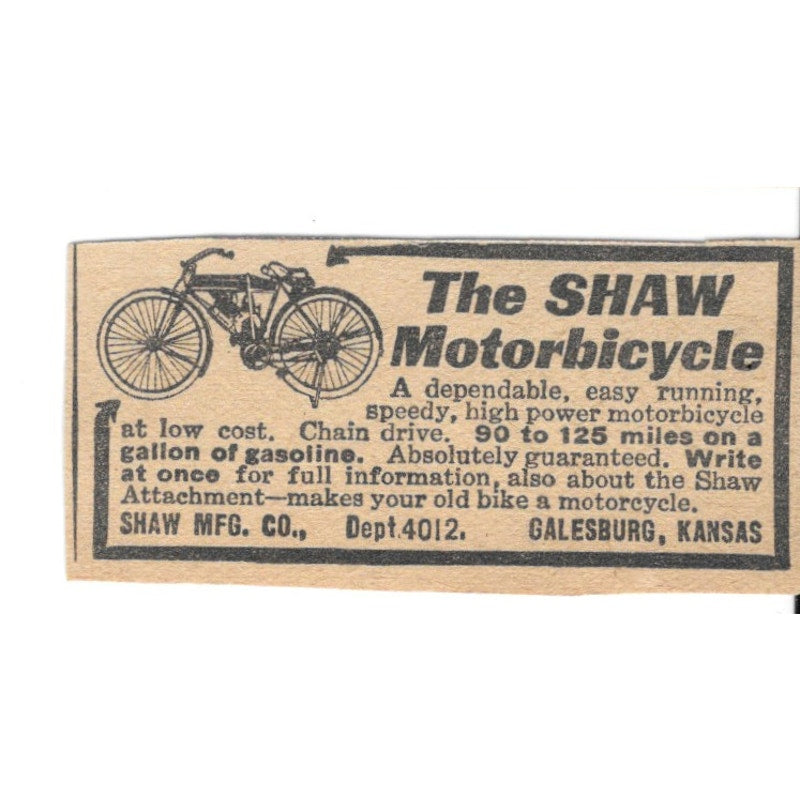 The SHAW
Motorbicycle
A dependable, easy running,
speedy, high power motorbicycle
at low cost. Chain drive. 90 to 125 miles on a
gallon of gasoline. Absolutely guaranteed. Write
at once for full information, also about the Shaw
Attachment—makes your old bike a motorcycle.
SHAW MFG. CO., Dept.4012. GALESBURG, KANSAS